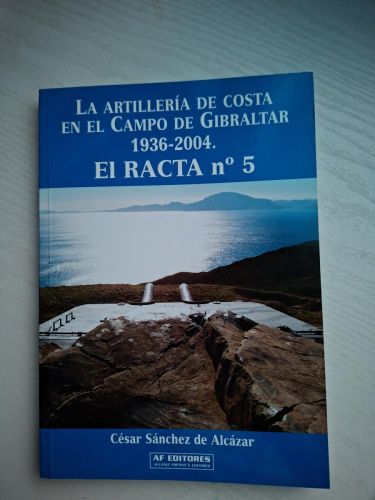 LA ARTILLERÍA DE COSTA
EN EL CAMPO DE GIBRALTAR
1936-2004.
El RACTA nº 5
César Sánchez de Alcázar
AF EDITORES